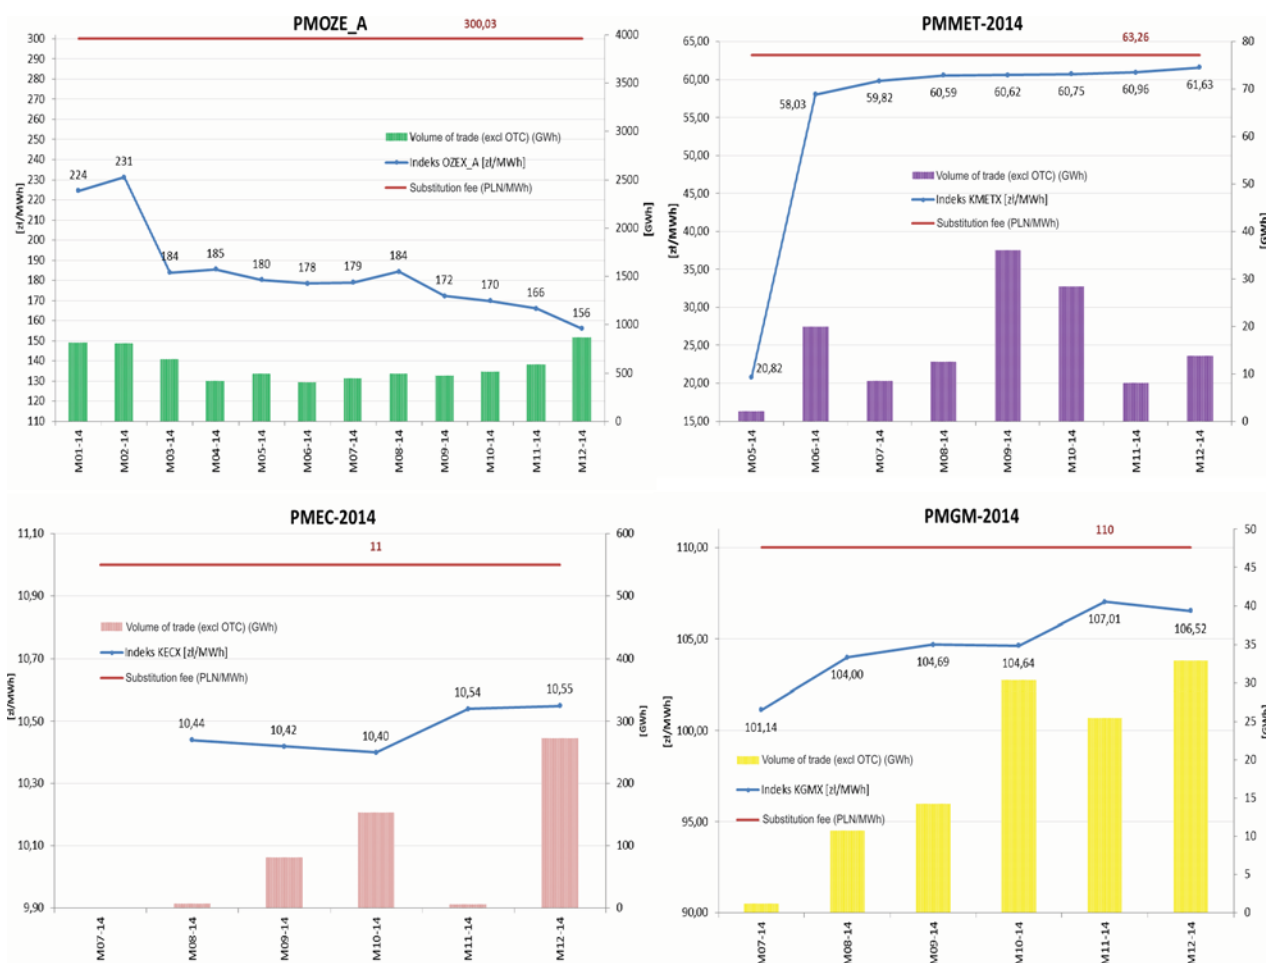 PMOZE_A
300,03
300
290
280
270
260
250
240
230
220
210
200
190
180
170
160
150
140
130
120
110
[zł/MWh]
4000
3500
3000
2500
2000
1500
1000
500
0
[GWh]
Volume of trade (excl OTC) (GWh)
Indeks OZEX_A [zł/MWh]
Substitution fee (PLN/MWh)
224
231
184
185
180
178
179
184
172
170
166
156
M01-14
M02-14
M03-14
M04-14
M05-14
M06-14
M07-14
M08-14
M09-14
M10-14
M11-14
M12-14
PMMET-2014
63,26
65,00
60,00
55,00
50,00
45,00
40,00
35,00
30,00
25,00
20,00
15,00
[zł/MWh]
80
70
60
50
40
30
20
10
0
[GWh]
Volume of trade (excl OTC) (GWh)
Indeks KMETX [zł/MWh]
Substitution fee (PLN/MWh)
20,82
58,03
59,82
60,59
60,62
60,75
60,96
61,63
M05-14
M06-14
M07-14
M08-14
M09-14
M10-14
M11-14
M12-14
PMEC-2014
11
11,10
10,90
10,70
10,50
10,30
10,10
9,90
[zł/MWh]
600
500
400
300
200
100
0
[GWh]
Volume of trade (excl OTC) (GWh)
Indeks KECX [zł/MWh]
Substitution fee (PLN/MWh)
10,44
10,42
10,40
10,54
10,55
M07-14
M08-14
M09-14
M10-14
M11-14
M12-14
PMGM-2014
110
110,00
105,00
100,00
95,00
90,00
[zł/MWh]
50
45
40
35
30
25
20
15
10
5
0
[GWh]
Volume of trade (excl OTC) (GWh)
Indeks KGMX [zł/MWh]
Substitution fee (PLN/MWh)
101,14
104,00
104,69
104,64
107,01
106,52
M07-14
M08-14
M09-14
M10-14
M11-14
M12-14